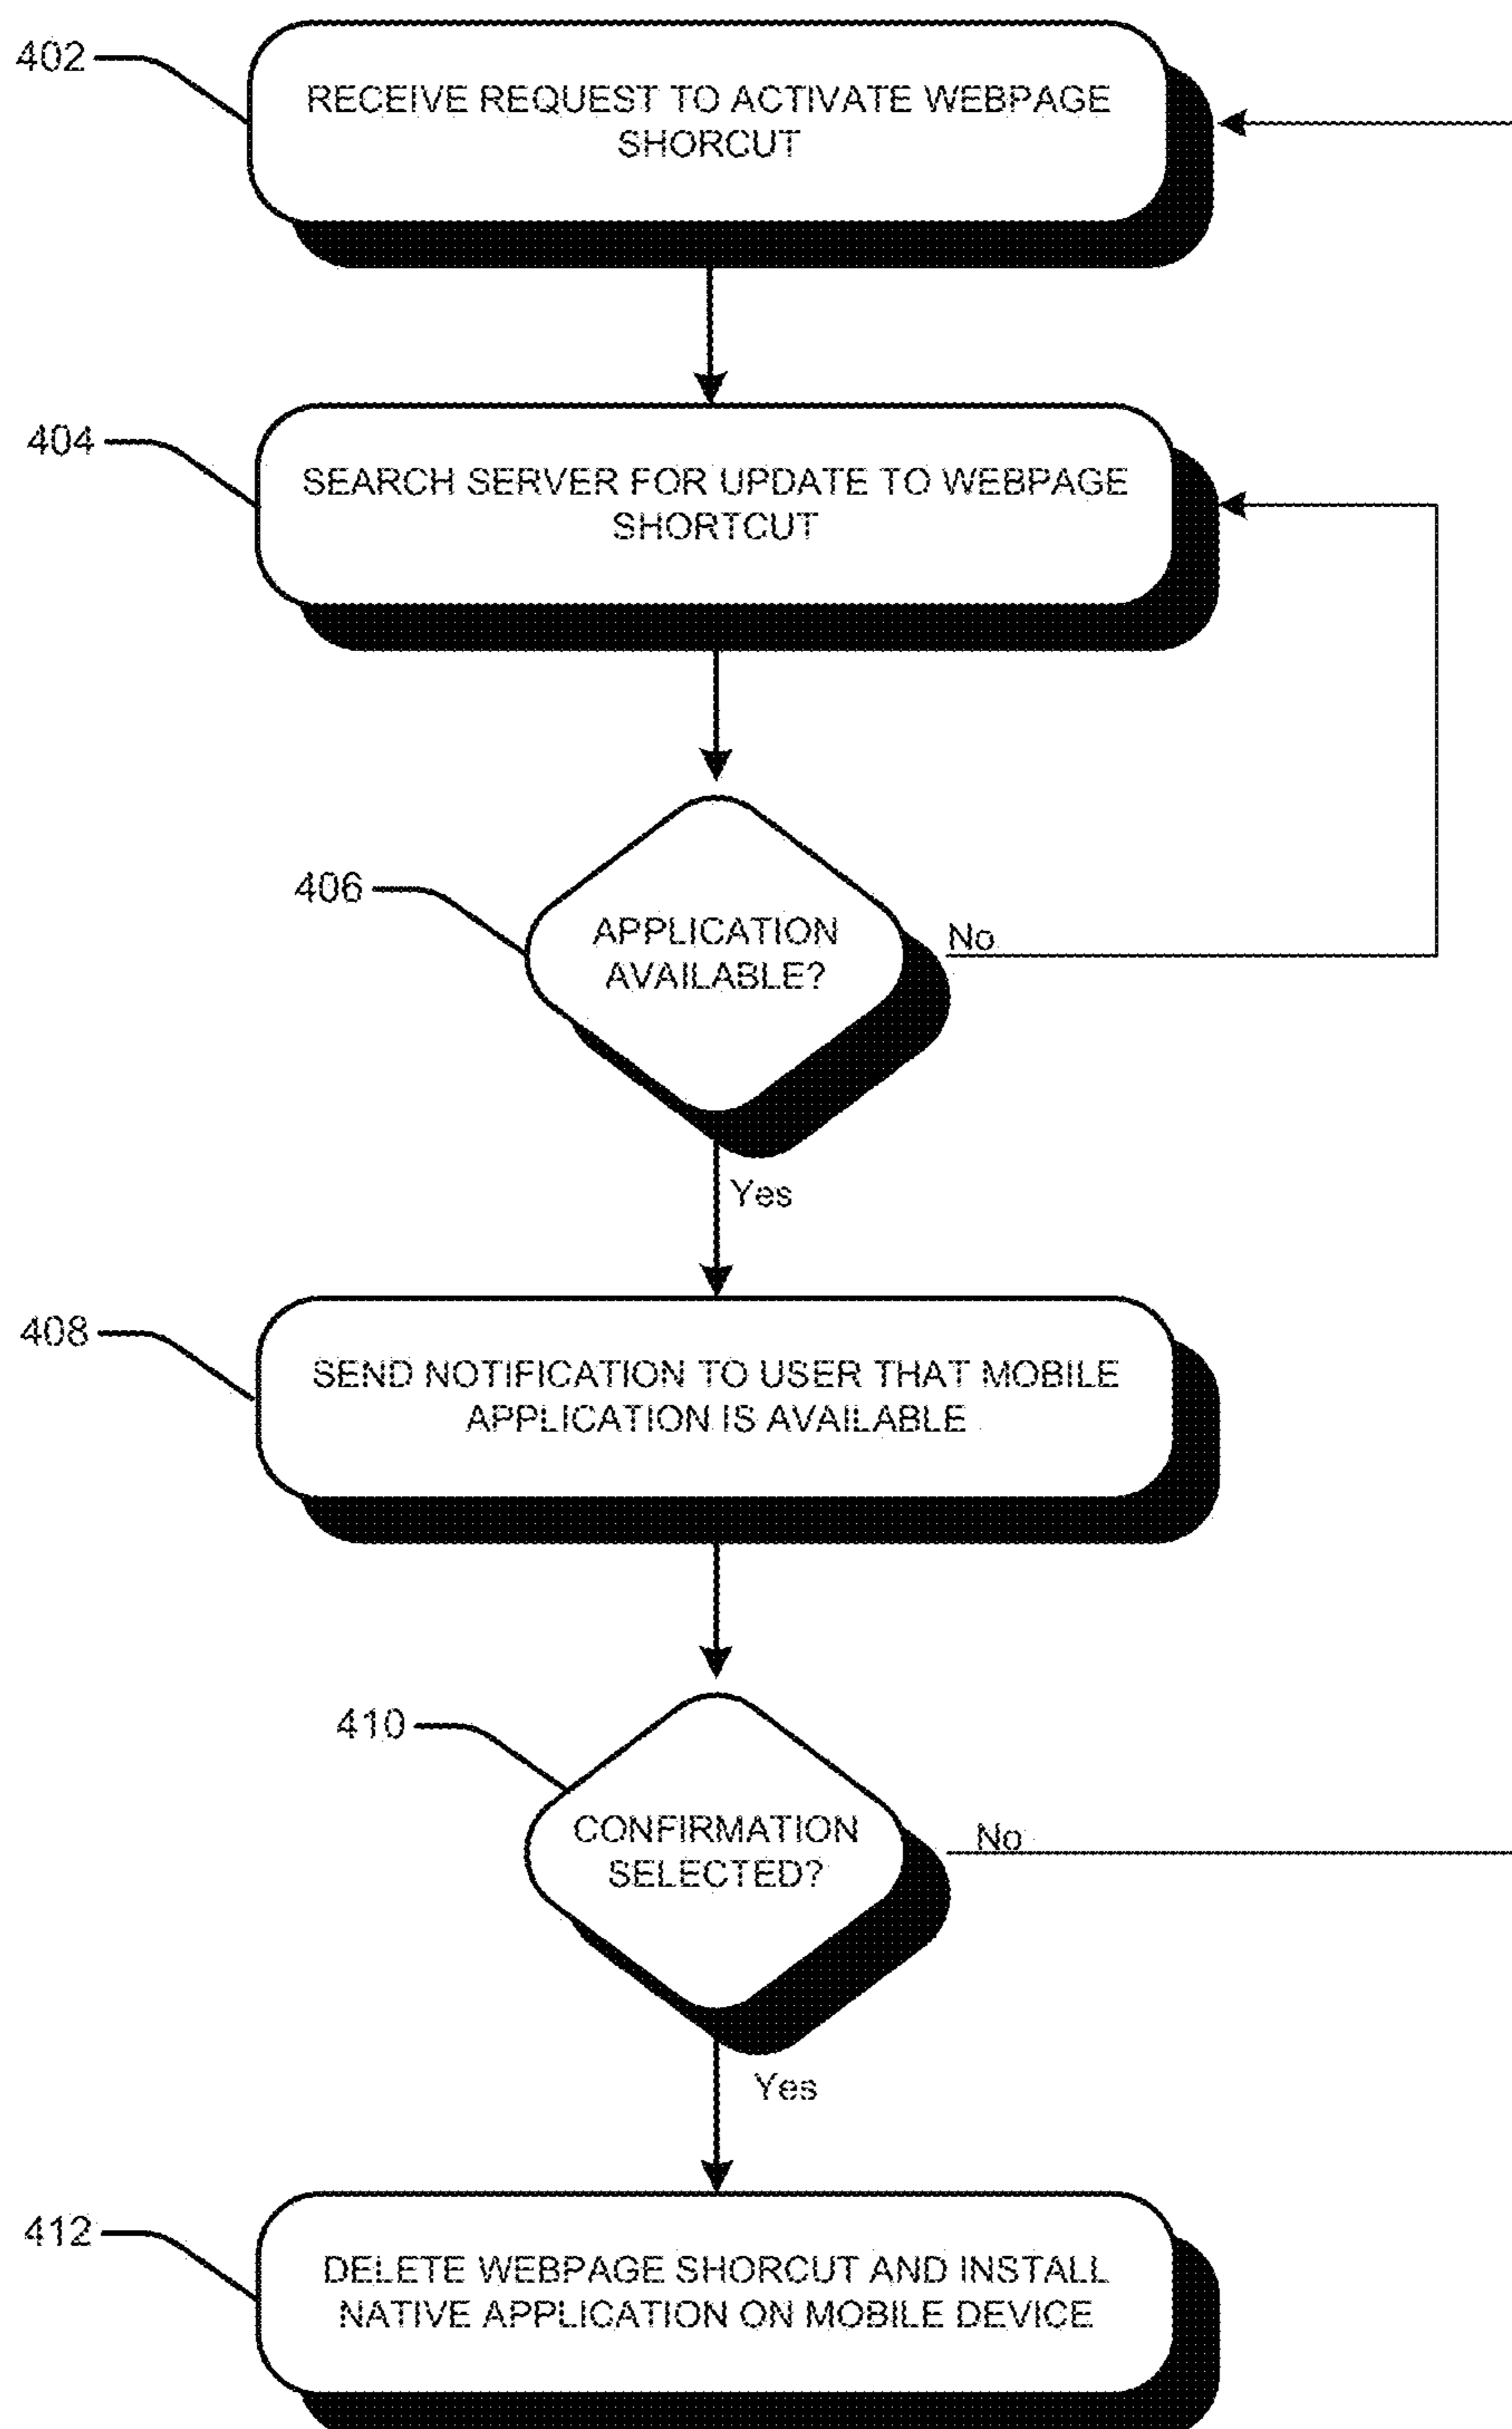 402
RECEIVE REQUEST TO ACTIVATE WEBPAGE
SHORCUT
404
SEARCH SERVER FOR UPDATE TO WEBPAGE
SHORTCUT
406
APPLICATION
AVAILABLE?
No
Yes
408
SEND NOTIFICATION TO USER THAT MOBILE
APPLICATION IS AVAILABLE
410
CONFIRMATION
SELECTED?
No
Yes
412
DELETE WEBPAGE SHORCUT AND INSTALL
NATIVE APPLICATION ON MOBILE DEVICE